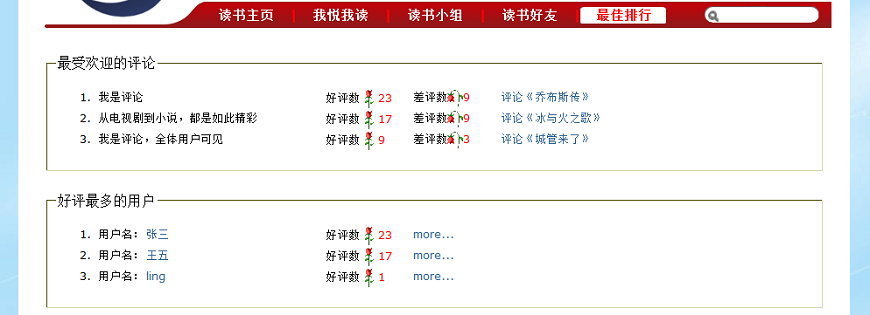 读书主页 | 我悦我读 | 读书小组 | 读书好友 | 最佳排行
最受欢迎的评论
1. 我是评论 好评数 23 差评数 9 评论《乔布斯传》
2. 从电视剧到小说，都是如此精彩 好评数 17 差评数 9 评论《冰与火之歌》
3. 我是评论，全体用户可见 好评数 9 差评数 3 评论《城管来了》
好评最多的用户
1. 用户名： 张三 好评数 23 more...
2. 用户名： 王五 好评数 17 more...
3. 用户名： ling 好评数 1 more...